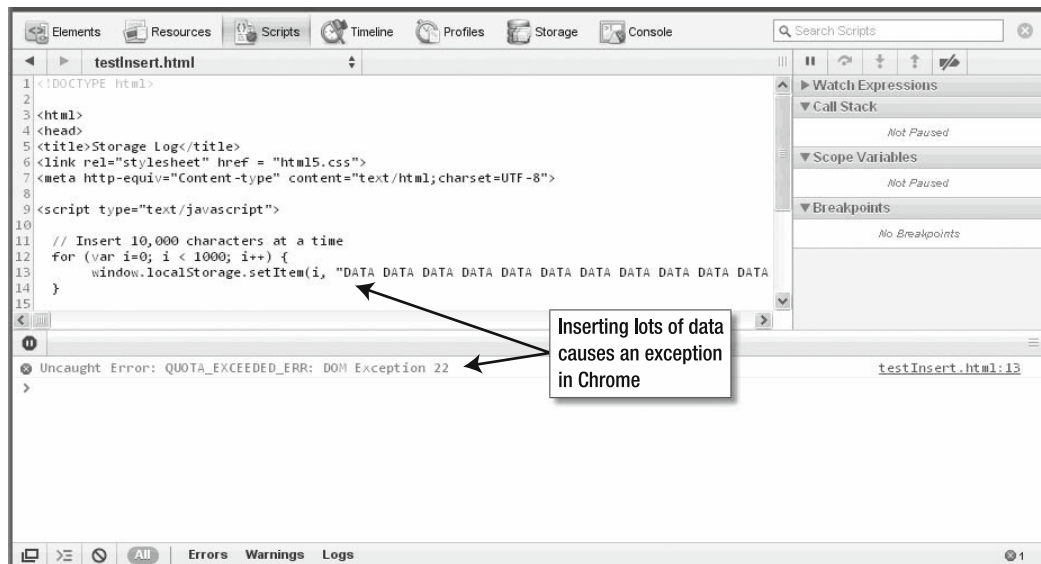 Elements Resources Scripts Timeline Profiles Storage Console Search Scripts
testInsert.html
1 <!DOCTYPE html>
2
3 <html>
4 <head>
5 <title>Storage Log</title>
6 <link rel="stylesheet" href = "html5.css">
7 <meta http-equiv="Content-type" content="text/html;charset=UTF-8">
8
9 <script type="text/javascript">
10
11 // Insert 10,000 characters at a time
12 for (var i=0; i < 1000; i++) {
13 window.localStorage.setItem(i, "DATA DATA DATA DATA DATA DATA DATA DATA DATA DATA DATA
14 }
15
Watch Expressions
Call Stack
Not Paused
Scope Variables
Not Paused
Breakpoints
No Breakpoints
Inserting lots of data
causes an exception
in Chrome
Uncaught Error: QUOTA_EXCEEDED_ERR: DOM Exception 22 testInsert.html:13
>
All Errors Warnings Logs 1